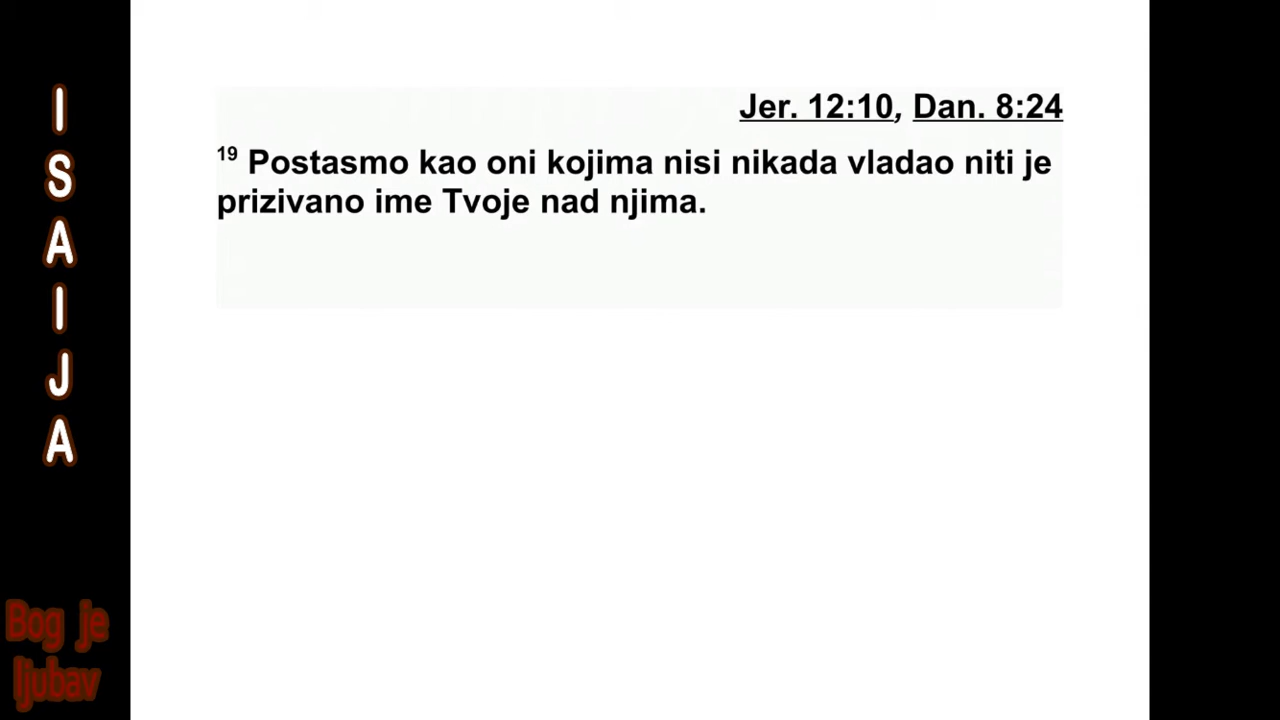 ISAIJA
Jer. 12:10, Dan. 8:24
19 Postasmo kao oni kojima nisi nikada vladao niti je
prizivano ime Tvoje nad njima.
Bog je
ljubav